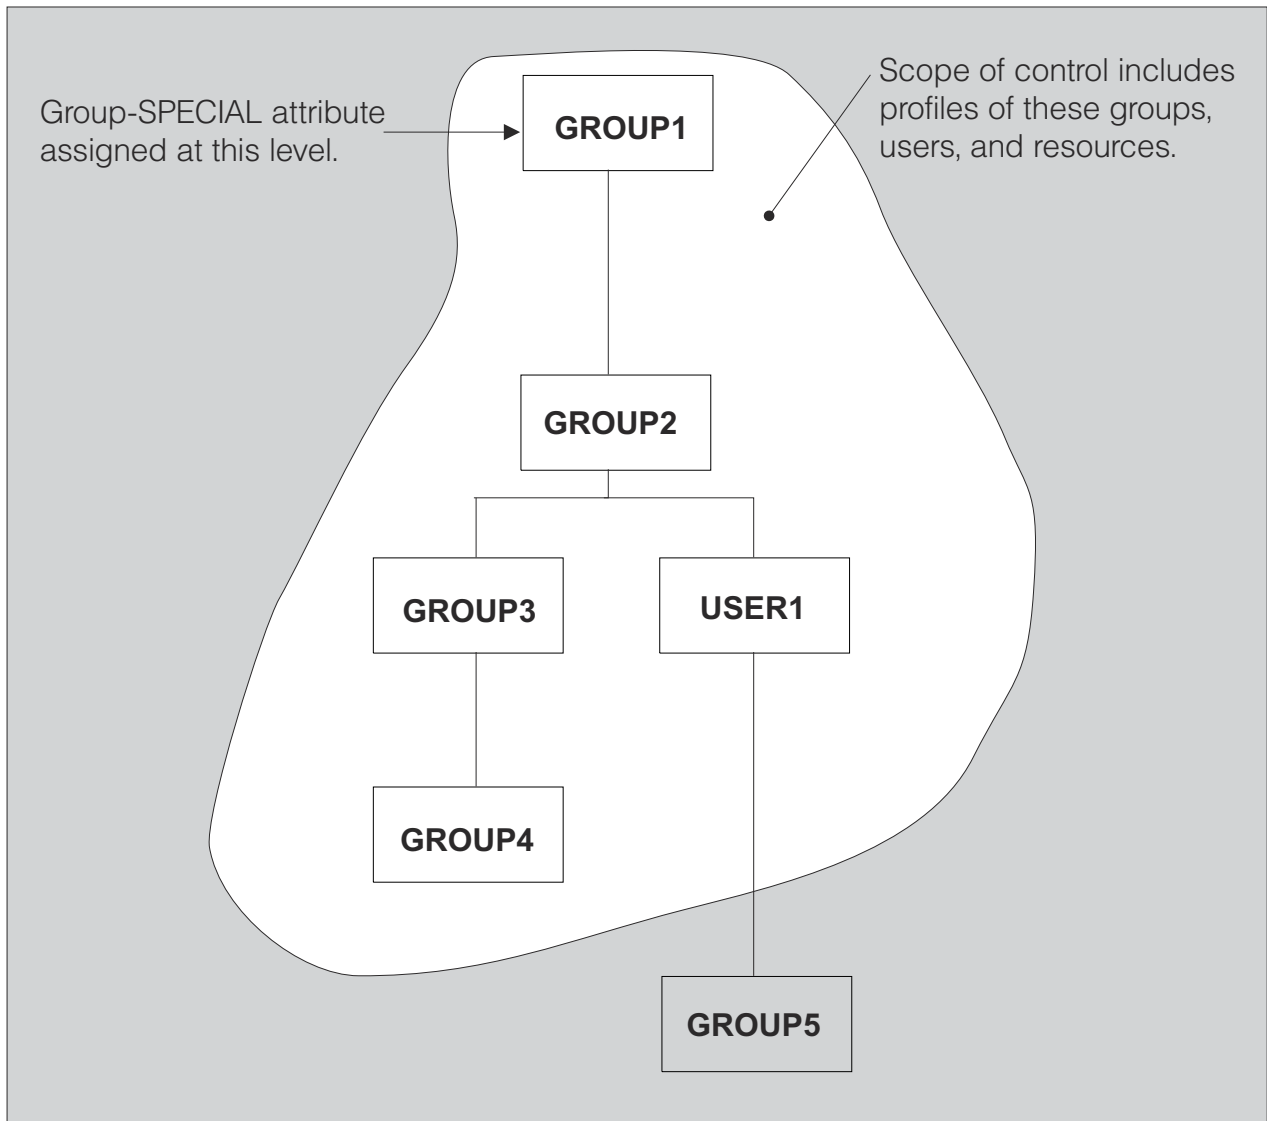 Group-SPECIAL attribute
assigned at this level.
Scope of control includes
profiles of these groups,
users, and resources.
GROUP1
GROUP2
GROUP3
USER1
GROUP4
GROUP5